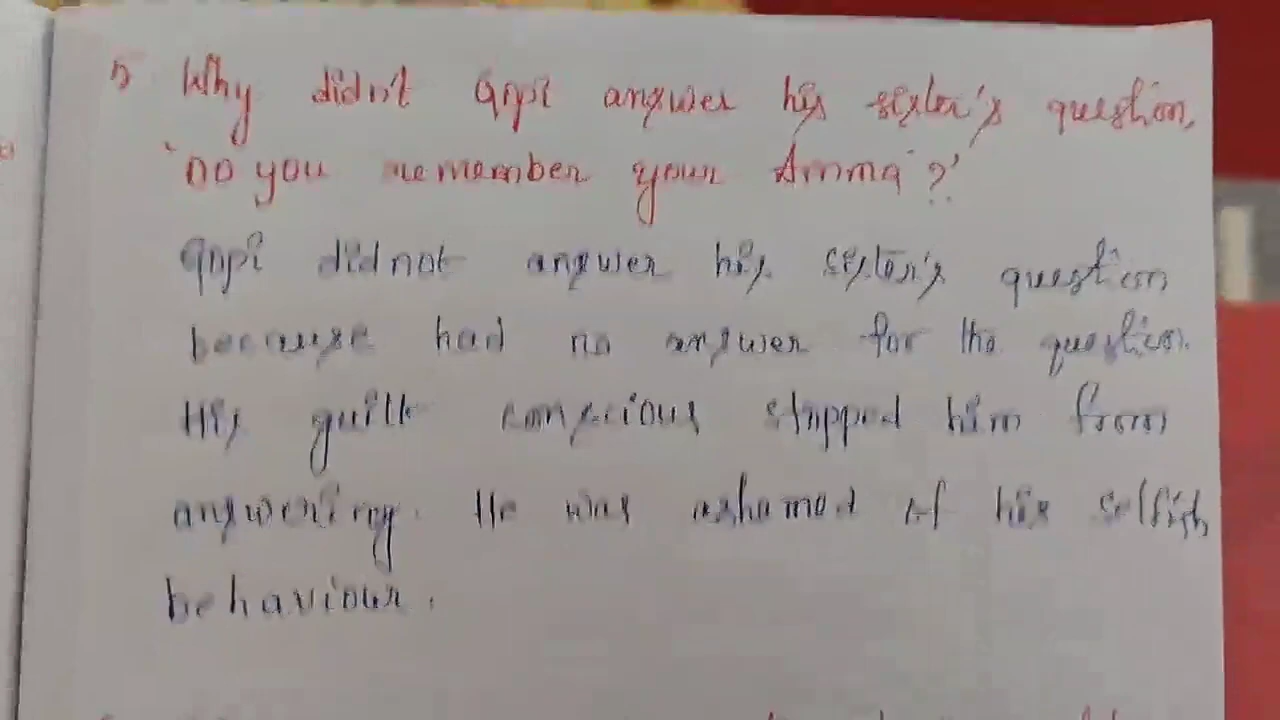 1) Why didn't Gopi answer his sister's question,
'Do you remember your Amma'?'
Gopi did not answer his sister's question
because had no answer for the question.
His guilt conscious stopped him from
answering. He was ashamed of his selfish
behaviour.